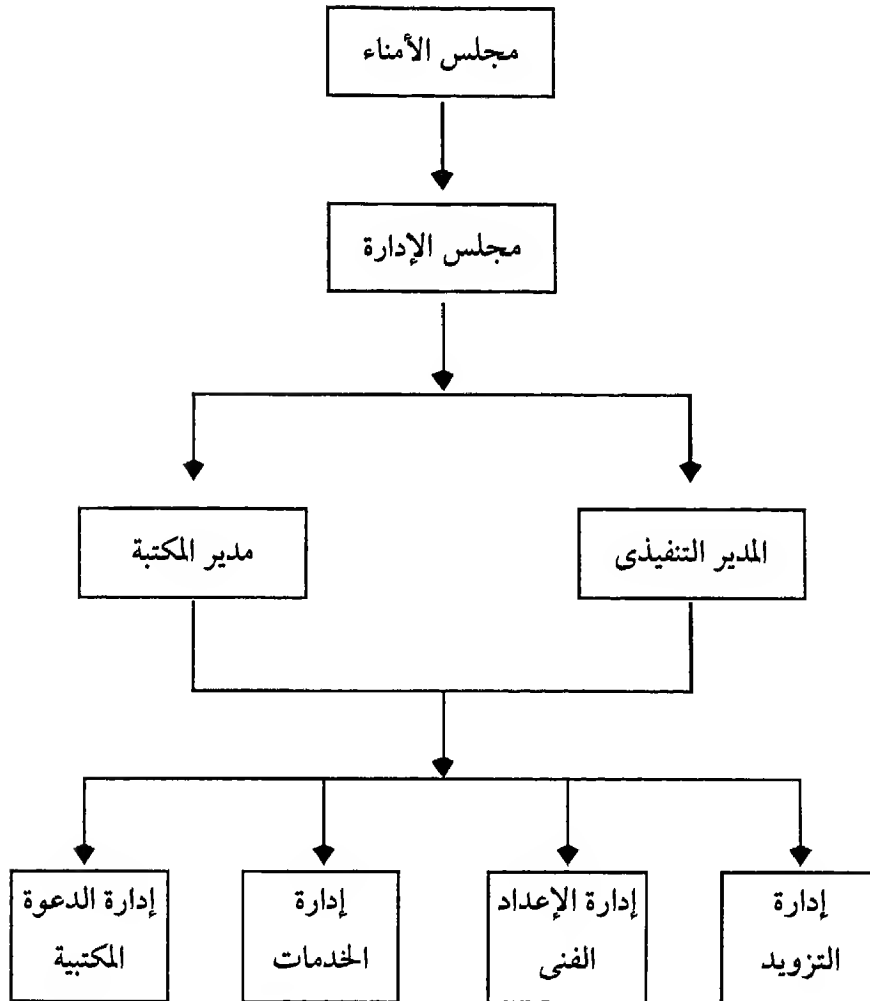 مجلس الأمناء
مجلس الإدارة
المدير التنفيذى
مدير المكتبة
إدارة
التزويد
إدارة الإعداد
الفنى
إدارة
الخدمات
إدارة الدعوة
المكتبية